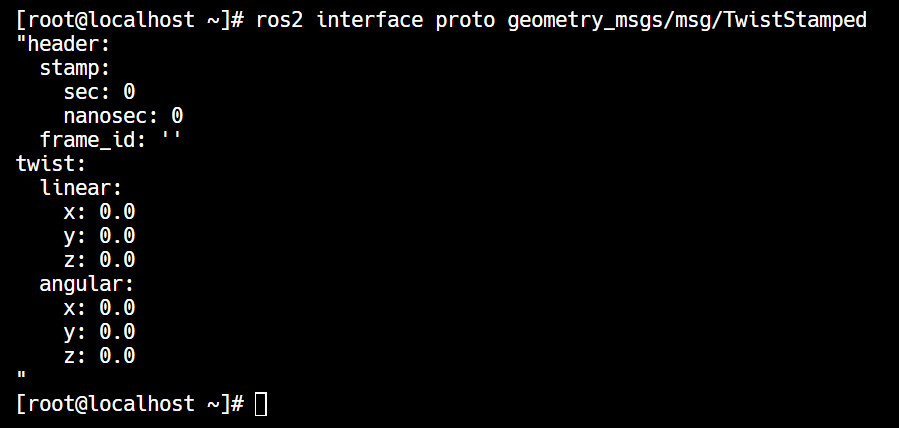 [root@localhost ~]# ros2 interface proto geometry_msgs/msg/TwistStamped
"header:
  stamp:
    sec: 0
    nanosec: 0
  frame_id: ''
twist:
  linear:
    x: 0.0
    y: 0.0
    z: 0.0
  angular:
    x: 0.0
    y: 0.0
    z: 0.0
"
[root@localhost ~]#